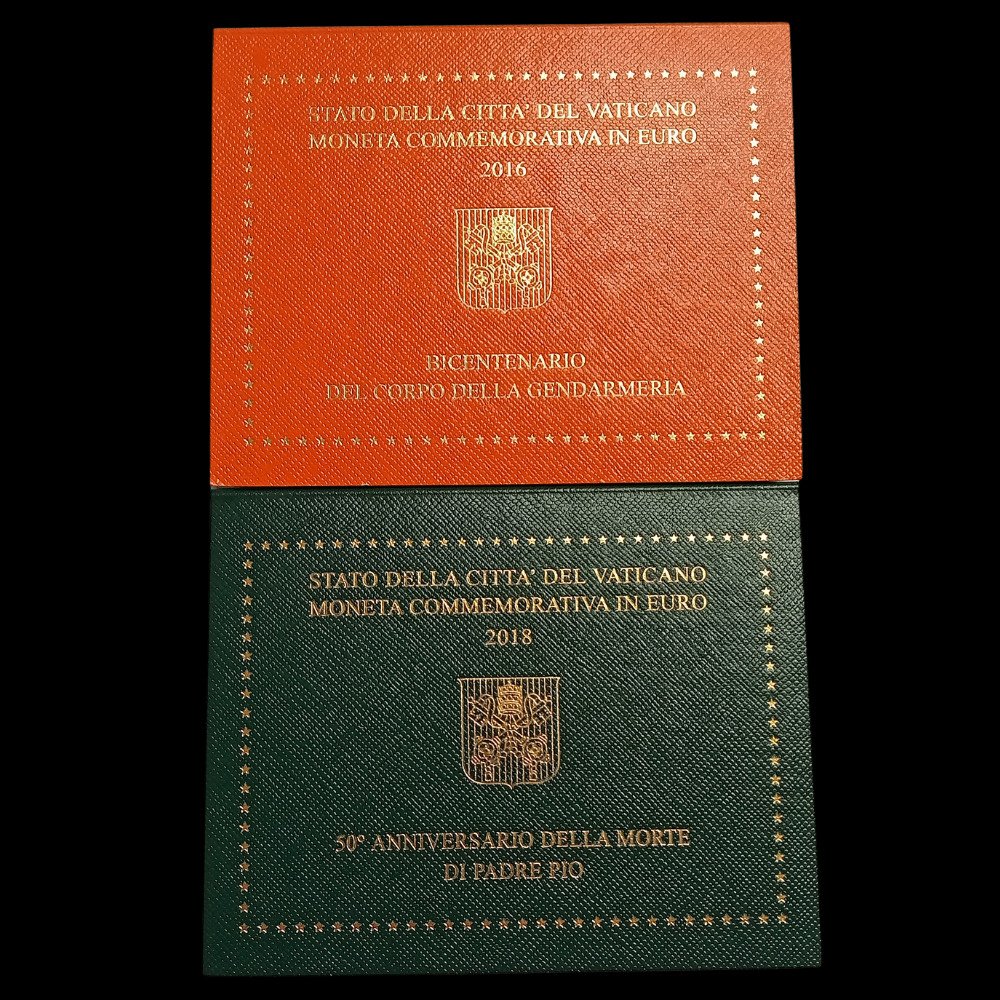 STATO DELLA CITTA' DEL VATICANO
MONETA COMMEMORATIVA IN EURO
2016
BICENTENARIO
DEL CORPO DELLA GENDARMERIA
STATO DELLA CITTA' DEL VATICANO
MONETA COMMEMORATIVA IN EURO
2018
50° ANNIVERSARIO DELLA MORTE
DI PADRE PIO